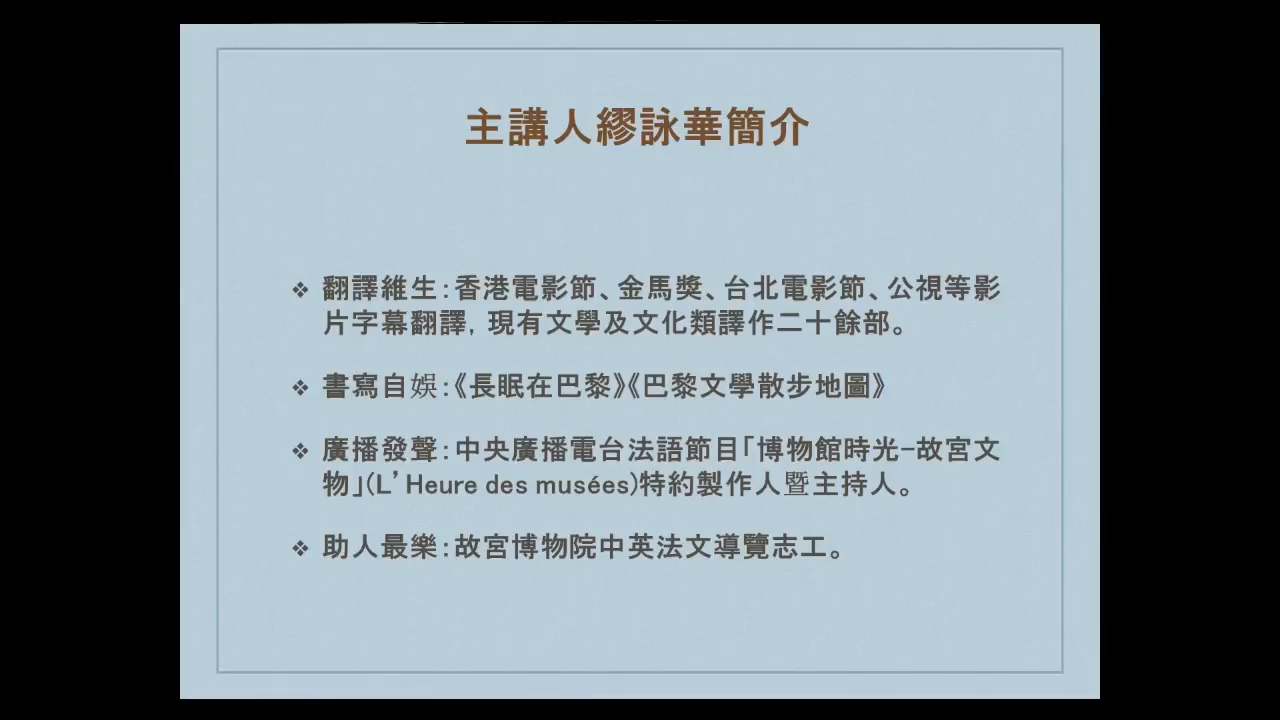 主講人繆詠華簡介
❖ 翻譯維生：香港電影節、金馬獎、台北電影節、公視等影
片字幕翻譯，現有文學及文化類譯作二十餘部。
❖ 書寫自娛：《長眠在巴黎》《巴黎文學散步地圖》
❖ 廣播發聲：中央廣播電台法語節目「博物館時光-故宮文
物」(L’Heure des musées)特約製作人暨主持人。
❖ 助人最樂：故宮博物院中英法文導覽志工。